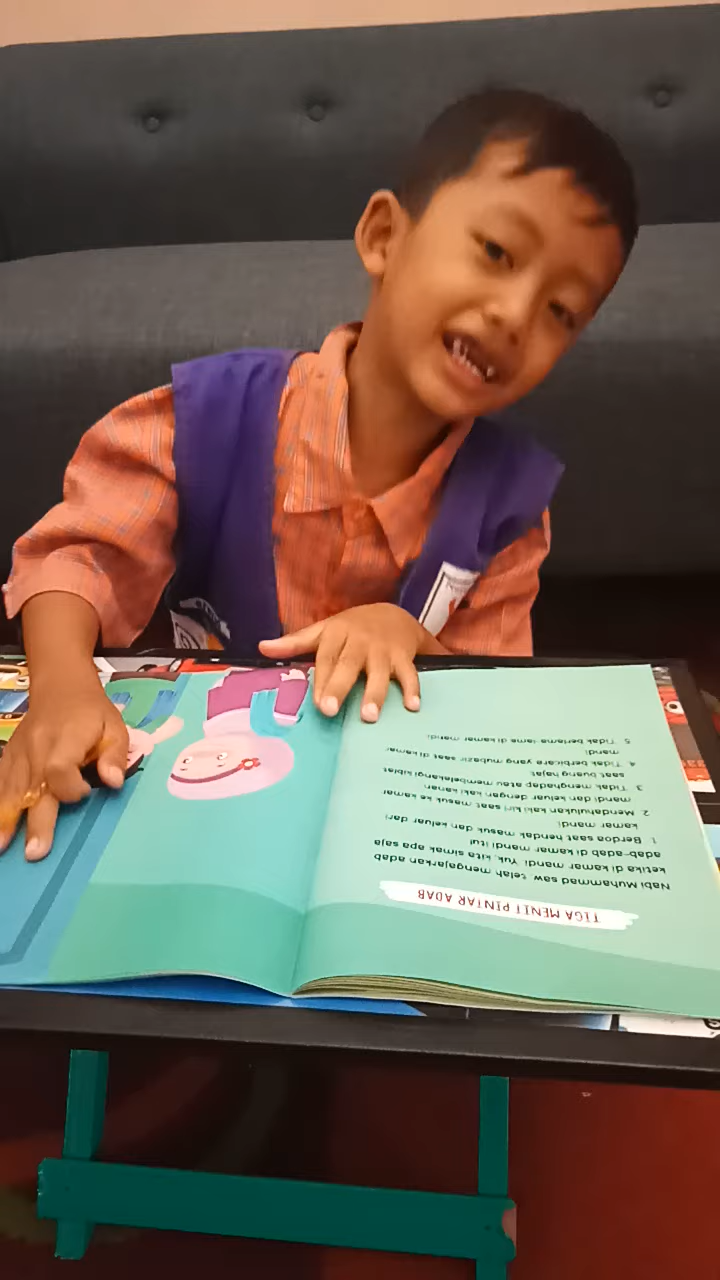 TIGA MENIT PINTAR ADAB
Nabi Muhammad saw. telah mengajarkan adab
ketika di kamar mandi. Yuk, kita simak apa saja
adab-adab di kamar mandi itu!
1. Berdoa saat hendak masuk dan keluar dari
kamar mandi.
2. Mendahulukan kaki kiri saat masuk ke kamar
mandi dan keluar dengan kaki kanan.
3. Tidak menghadap atau membelakangi kiblat
saat buang hajat.
4. Tidak berbicara yang mubazir saat di kamar
mandi.
5. Tidak berlama-lama di kamar mandi.